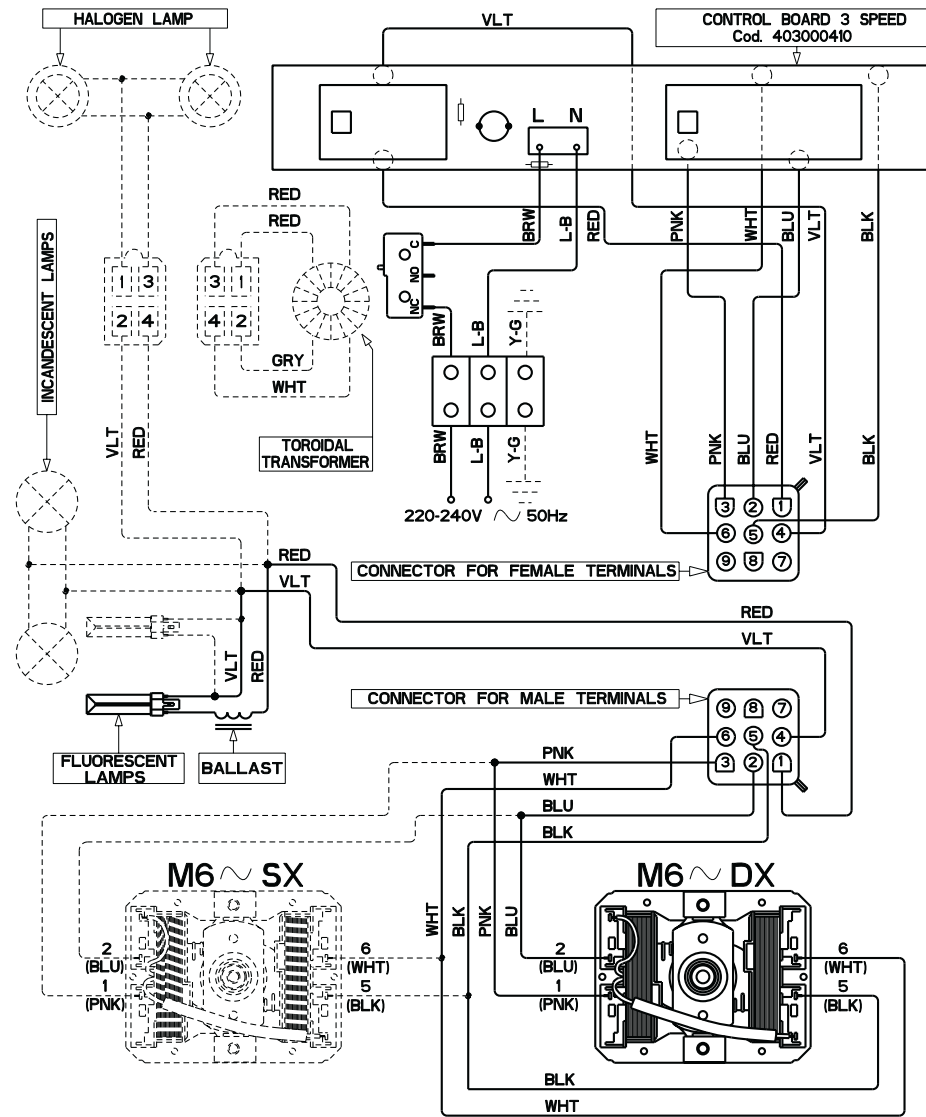 HALOGEN LAMP
VLT
CONTROL BOARD 3 SPEED
Cod. 403000410
L N
RED
RED
BRW
L-B
RED
PNK
WHT
BLU
VLT
BLK
INCANDESCENT LAMPS
1 3
2 4
3 1
4 2
C
NO
NC
BRW
L-B
Y-G
GRY
WHT
TOROIDAL
TRANSFORMER
VLT
RED
BRW
L-B
Y-G
WHT
PNK
BLU
RED
VLT
BLK
220-240V ~ 50Hz
3 2 1
6 5 4
9 8 7
RED
CONNECTOR FOR FEMALE TERMINALS
VLT
RED
VLT
VLT
RED
CONNECTOR FOR MALE TERMINALS
9 8 7
6 5 4
3 2 1
FLUORESCENT
LAMPS
BALLAST
PNK
WHT
BLU
BLK
M6 ~ SX
M6 ~ DX
WHT
BLK
PNK
BLU
2
(BLU)
1
(PNK)
6
(WHT)
5
(BLK)
2
(BLU)
1
(PNK)
6
(WHT)
5
(BLK)
BLK
WHT